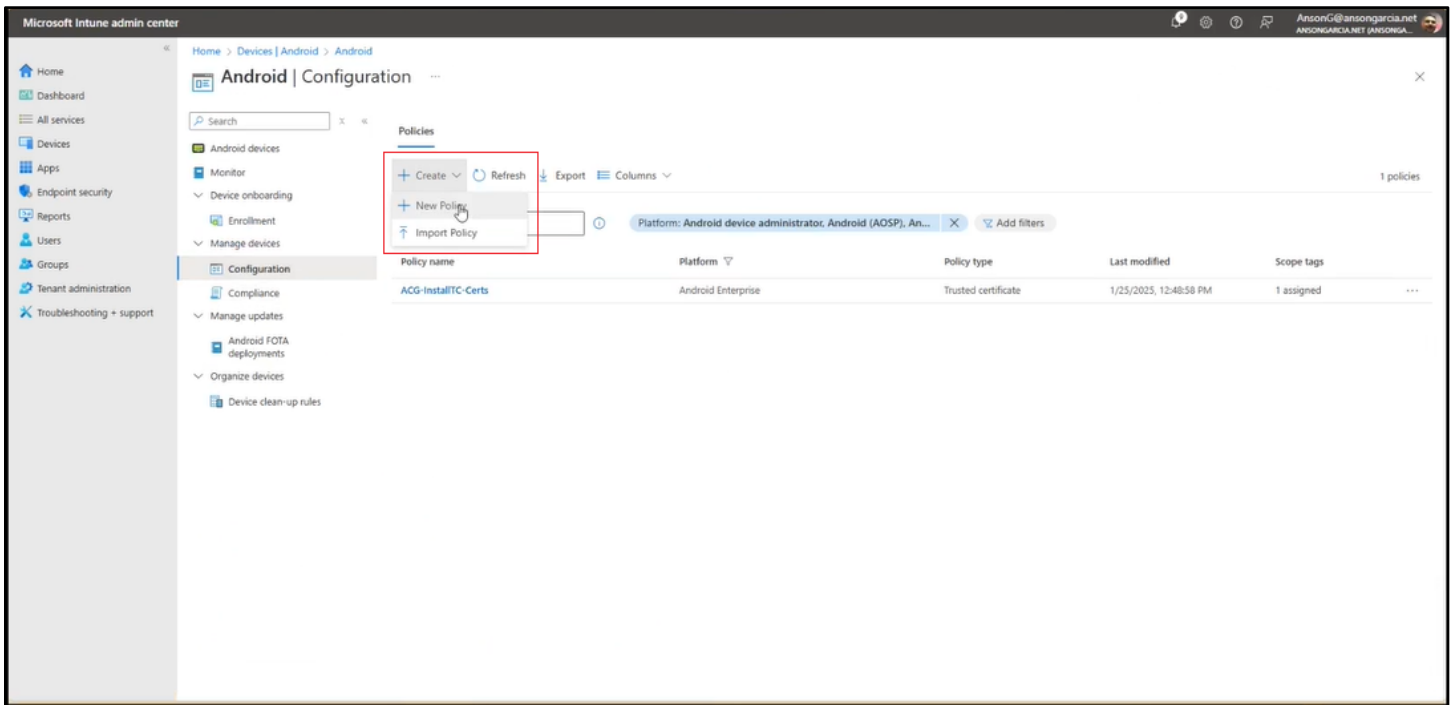 Microsoft Intune admin center
0
AnsonG@ansongarcia.net
ANSONGARCIA.NET (ANSONGA...
«
Home > Devices | Android > Android
Home
Dashboard
All services
Devices
Apps
Endpoint security
Reports
Users
Groups
Tenant administration
Troubleshooting + support
Android | Configuration ...
Search
«
Android devices
Monitor
Device onboarding
Enrollment
Manage devices
Configuration
Compliance
Manage updates
Android FOTA
deployments
Organize devices
Device clean-up rules
Policies
Create Refresh Export Columns 1 policies
New Policy
Import Policy
Platform: Android device administrator, Android (AOSP), An... Add filters
Policy name Platform Policy type Last modified Scope tags
ACG-InstallTC-Certs Android Enterprise Trusted certificate 1/25/2025, 12:48:58 PM 1 assigned ...